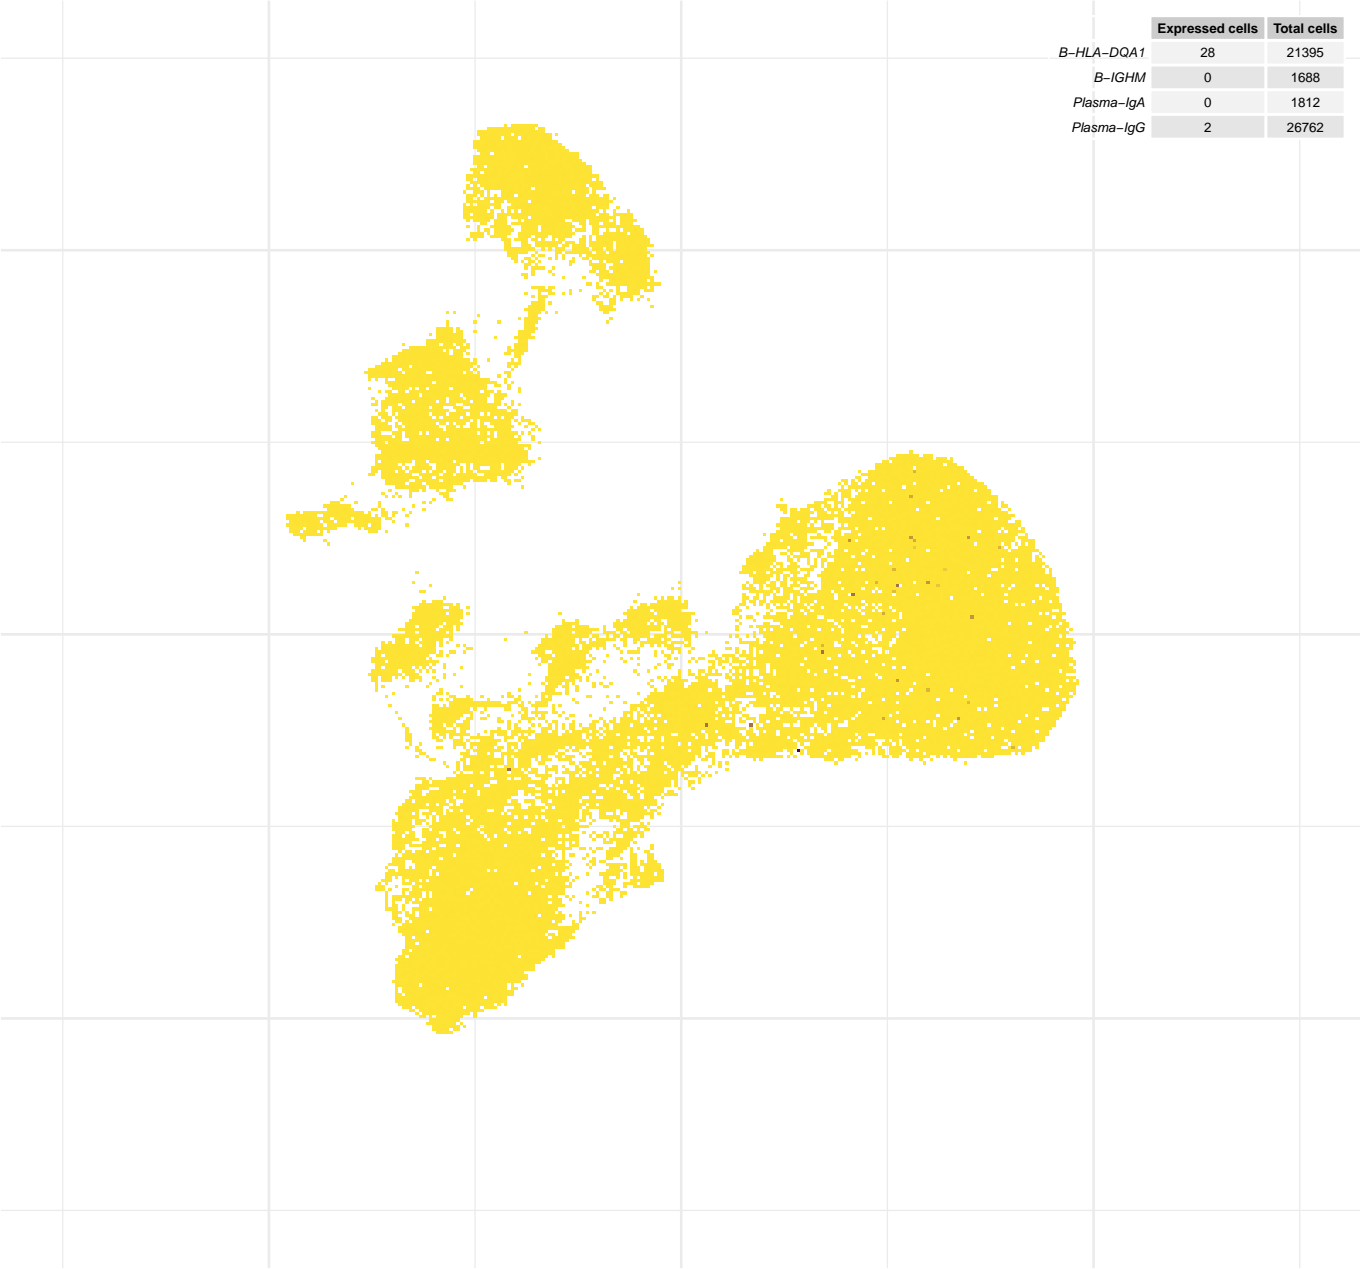 Expressed cells Total cells
B−HLA−DQA1 28 21395
B−IGHM 0 1688
Plasma−IgA 0 1812
Plasma−IgG 2 26762